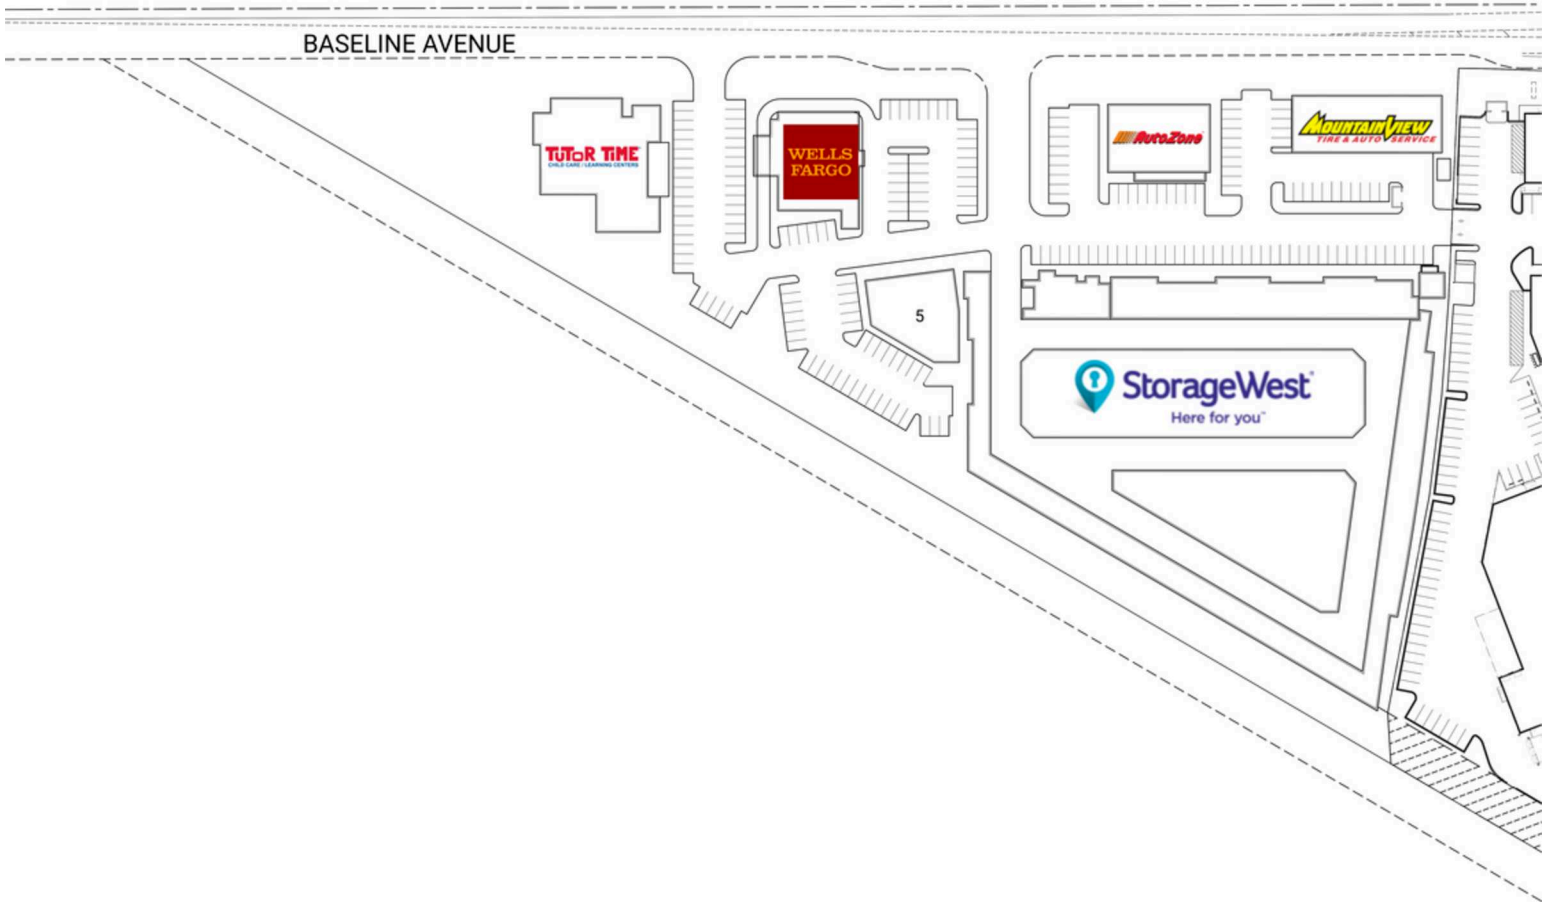 BASELINE AVENUE
TUTOR TIME
CHILD CARE / LEARNING CENTERS
WELLS
FARGO
AutoZone
MOUNTAIN VIEW
TIRE & AUTO SERVICE
5
StorageWest
Here for you™